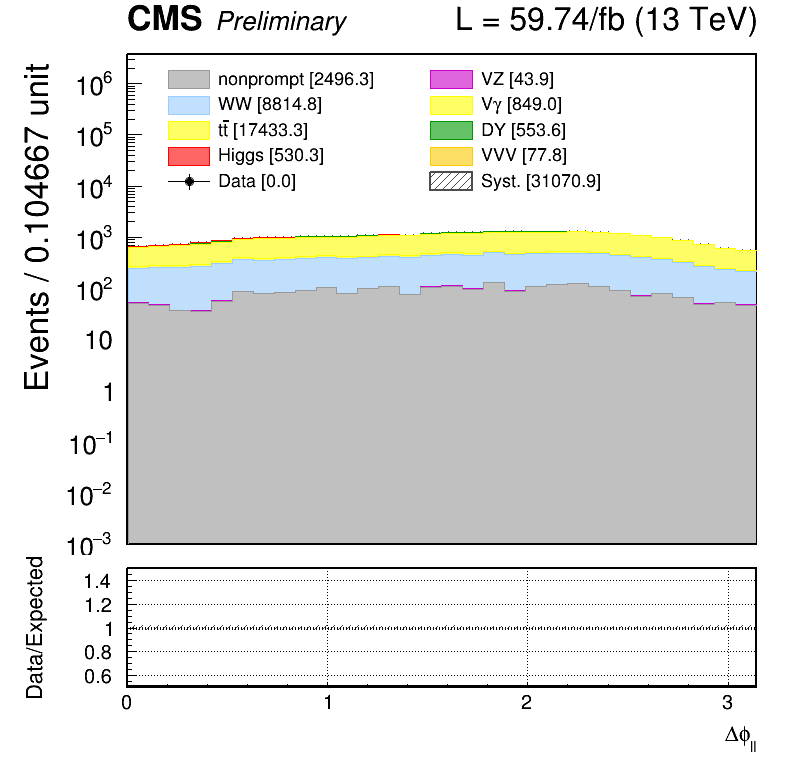 CMS Preliminary L = 59.74/fb (13 TeV)
Events / 0.104667 unit
10⁶
10⁵
10⁴
10³
10²
10
1
10⁻¹
10⁻²
10⁻³
nonprompt [2496.3]
WW [8814.8]
tt̄ [17433.3]
Higgs [530.3]
Data [0.0]
VZ [43.9]
Vγ [849.0]
DY [553.6]
VVV [77.8]
Syst. [31070.9]
Data/Expected
1.4
1.2
1
0.8
0.6
0 1 2 3
Δϕ_ll